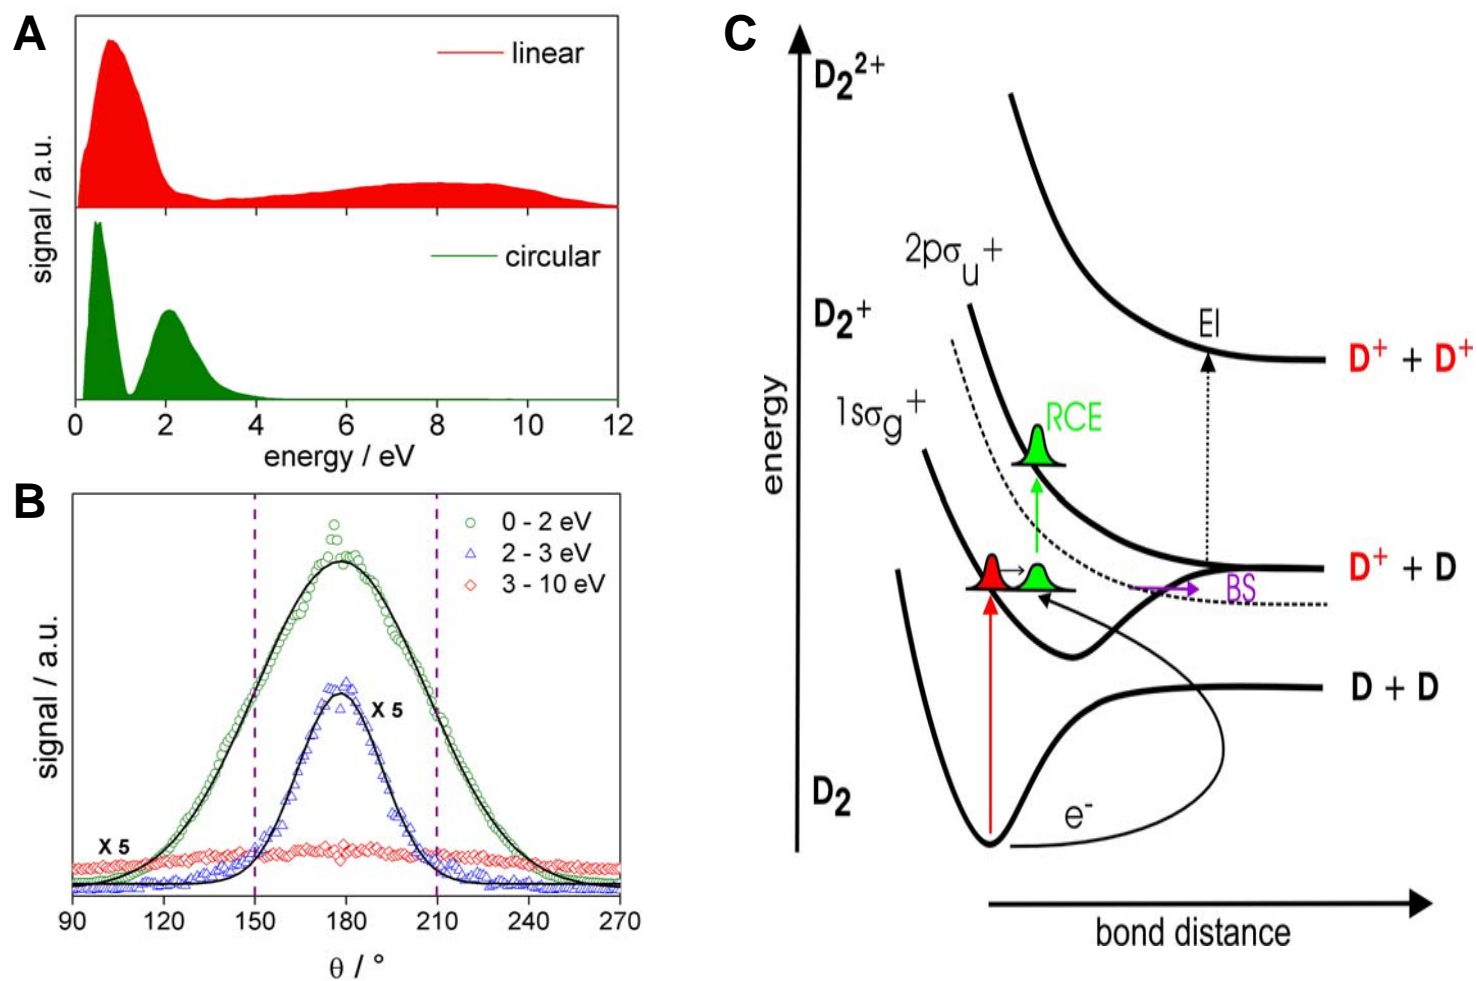 A
linear
signal / a.u.
circular
0 2 4 6 8 10 12
energy / eV
B
0 - 2 eV
2 - 3 eV
3 - 10 eV
X 5
X 5
signal / a.u.
90 120 150 180 210 240 270
θ / °
C
D₂²⁺
2pσᵤ⁺
D₂⁺
EI
D⁺ + D⁺
1sσg⁺
RCE
energy
D⁺ + D
BS
D + D
D₂
e⁻
bond distance